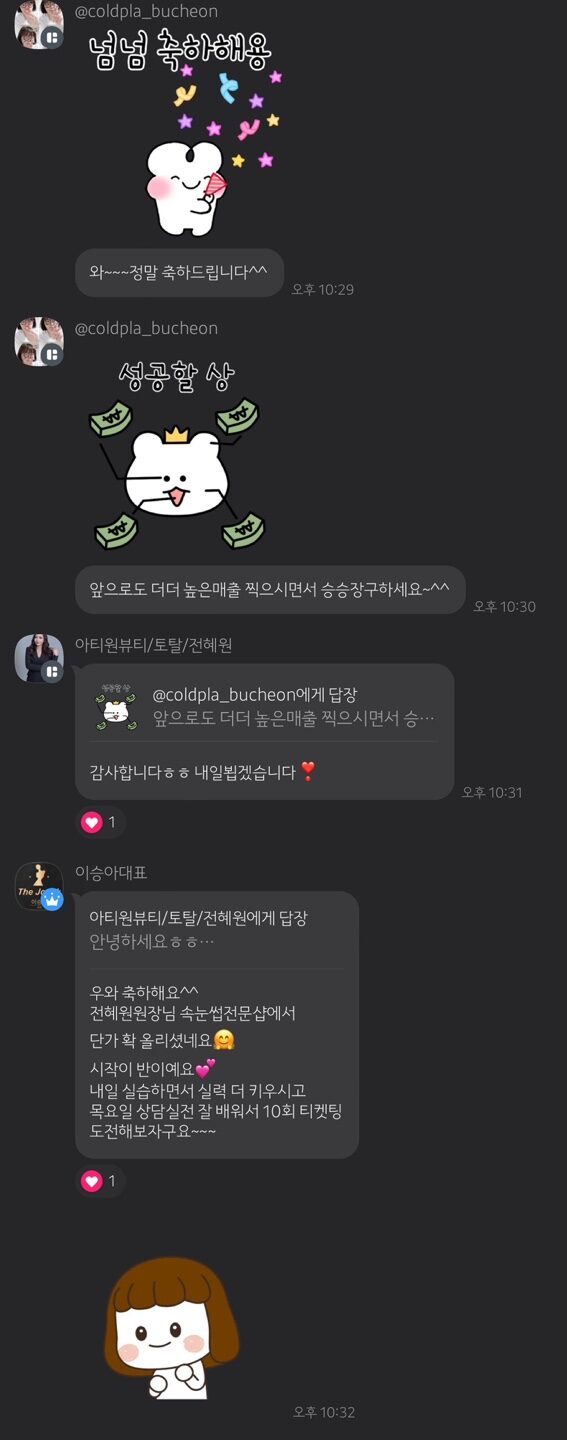 @coldpla_bucheon
넘넘 축하해용
와~~~정말 축하드립니다^^
오후 10:29
@coldpla_bucheon
성공할 상
앞으로도 더더 높은매출 찍으시면서 승승장구하세요~^^
오후 10:30
아티원뷰티/토탈/전혜원
@coldpla_bucheon에게 답장
앞으로도 더더 높은매출 찍으시면서 승…
감사합니다ㅎㅎ 내일뵙겠습니다❣️
오후 10:31
1
이승아대표
아티원뷰티/토탈/전혜원에게 답장
안녕하세요ㅎㅎ…
우와 축하해요^^
전혜원원장님 속눈썹전문샵에서
단가 확 올리셨네요🤗
시작이 반이예요💕
내일 실습하면서 실력 더 키우시고
목요일 상담실전 잘 배워서 10회 티켓팅
도전해보자구요~~~
1
오후 10:32